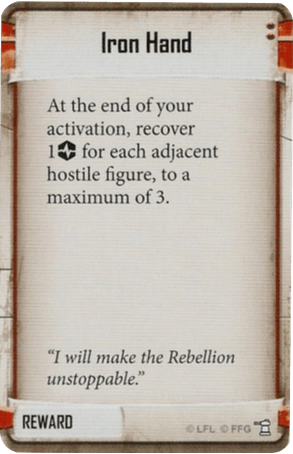 Iron Hand
At the end of your
activation, recover
1 for each adjacent
hostile figure, to a
maximum of 3.
“I will make the Rebellion
unstoppable.”
REWARD
© LFL © FFG